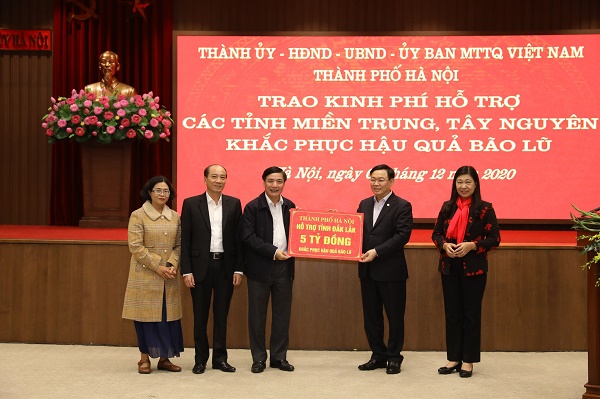 ỦY HÀ NỘI
THÀNH ỦY - HĐND - UBND - ỦY BAN MTTQ VIỆT NAM
THÀNH PHỐ HÀ NỘI
TRAO KINH PHÍ HỖ TRỢ
CÁC TỈNH MIỀN TRUNG, TÂY NGUYÊN
KHẮC PHỤC HẬU QUẢ BÃO LŨ
Hà Nội, ngày tháng 12 2020
THÀNH PHỐ HÀ NỘI
HỖ TRỢ TỈNH ĐẮK LẮK
5 TỶ ĐỒNG
KHẮC PHỤC HẬU QUẢ BÃO LŨ